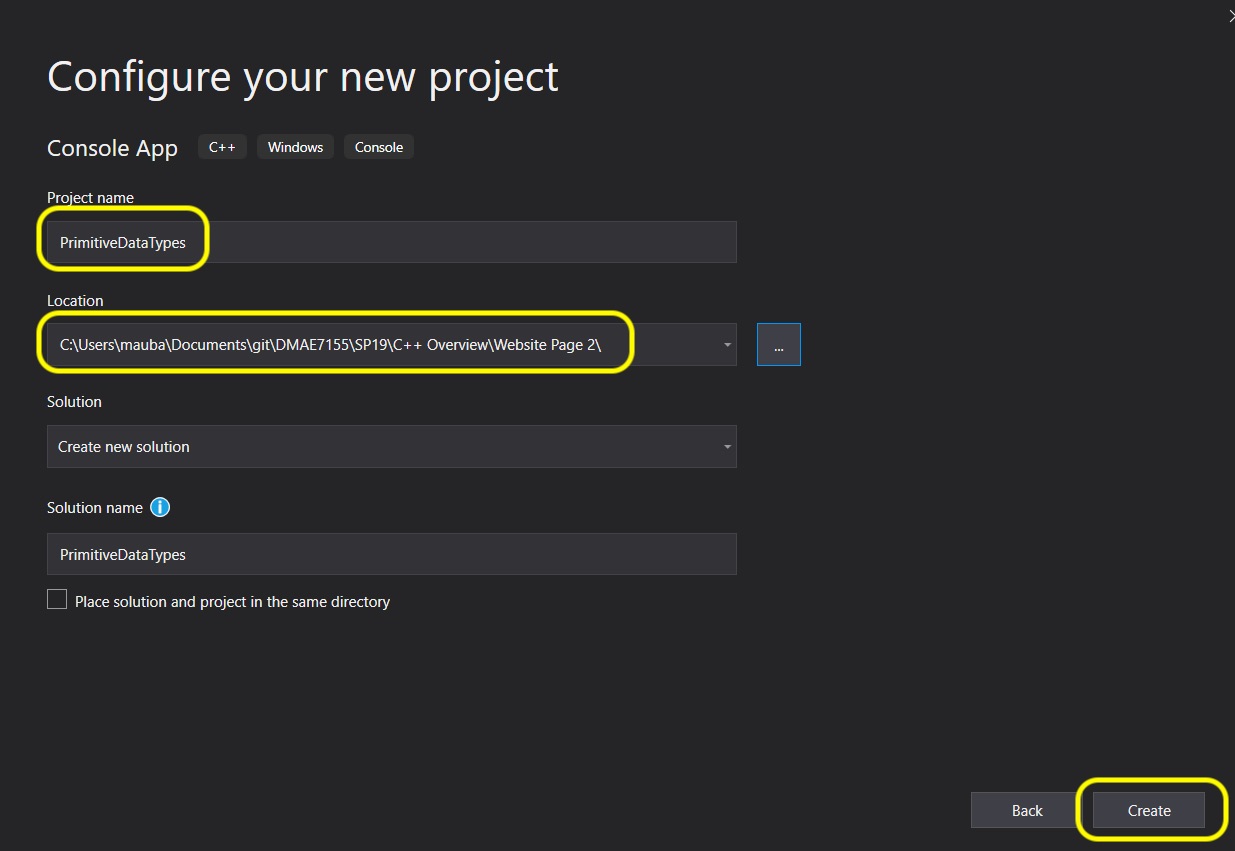 Configure your new project
Console App C++ Windows Console
Project name
PrimitiveDataTypes
Location
C:\Users\mauba\Documents\git\DMAE7155\SP19\C++ Overview\Website Page 2\
...
Solution
Create new solution
Solution name
PrimitiveDataTypes
Place solution and project in the same directory
Back Create